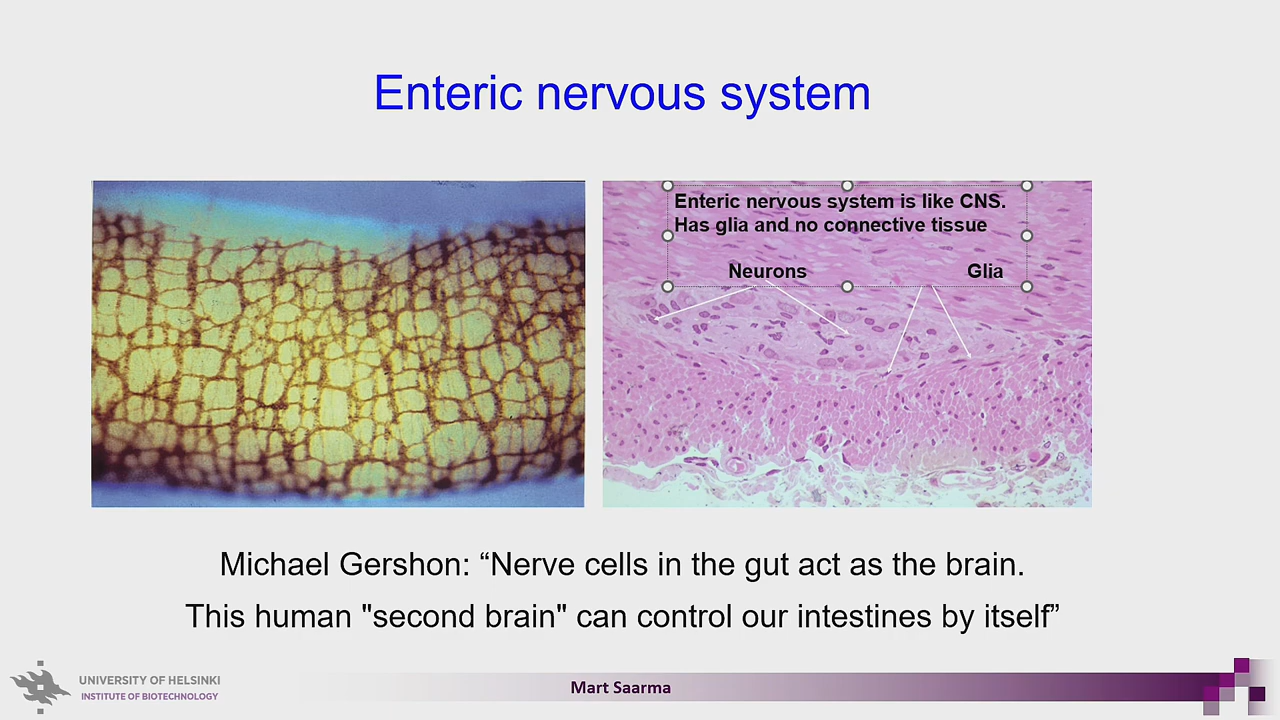 Enteric nervous system
Enteric nervous system is like CNS.
Has glia and no connective tissue
Neurons Glia
Michael Gershon: “Nerve cells in the gut act as the brain.
This human "second brain" can control our intestines by itself”
UNIVERSITY OF HELSINKI
INSTITUTE OF BIOTECHNOLOGY
Mart Saarma